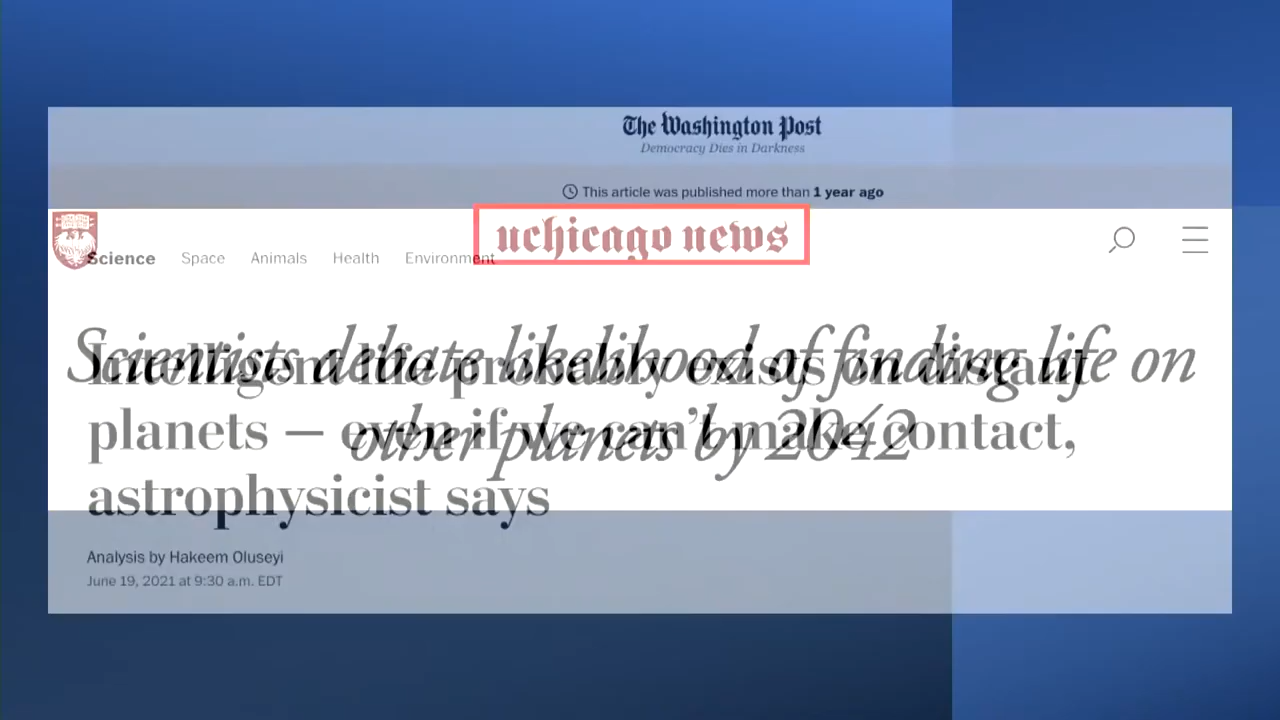 The Washington Post
Democracy Dies in Darkness
This article was published more than 1 year ago
uchicago news
Science Space Animals Health Environment
Scientists debate likelihood of finding life on
other planets by 2042
Intelligent life probably exists on distant
planets — even if we can't make contact,
astrophysicist says
Analysis by Hakeem Oluseyi
June 19, 2021 at 9:30 a.m. EDT